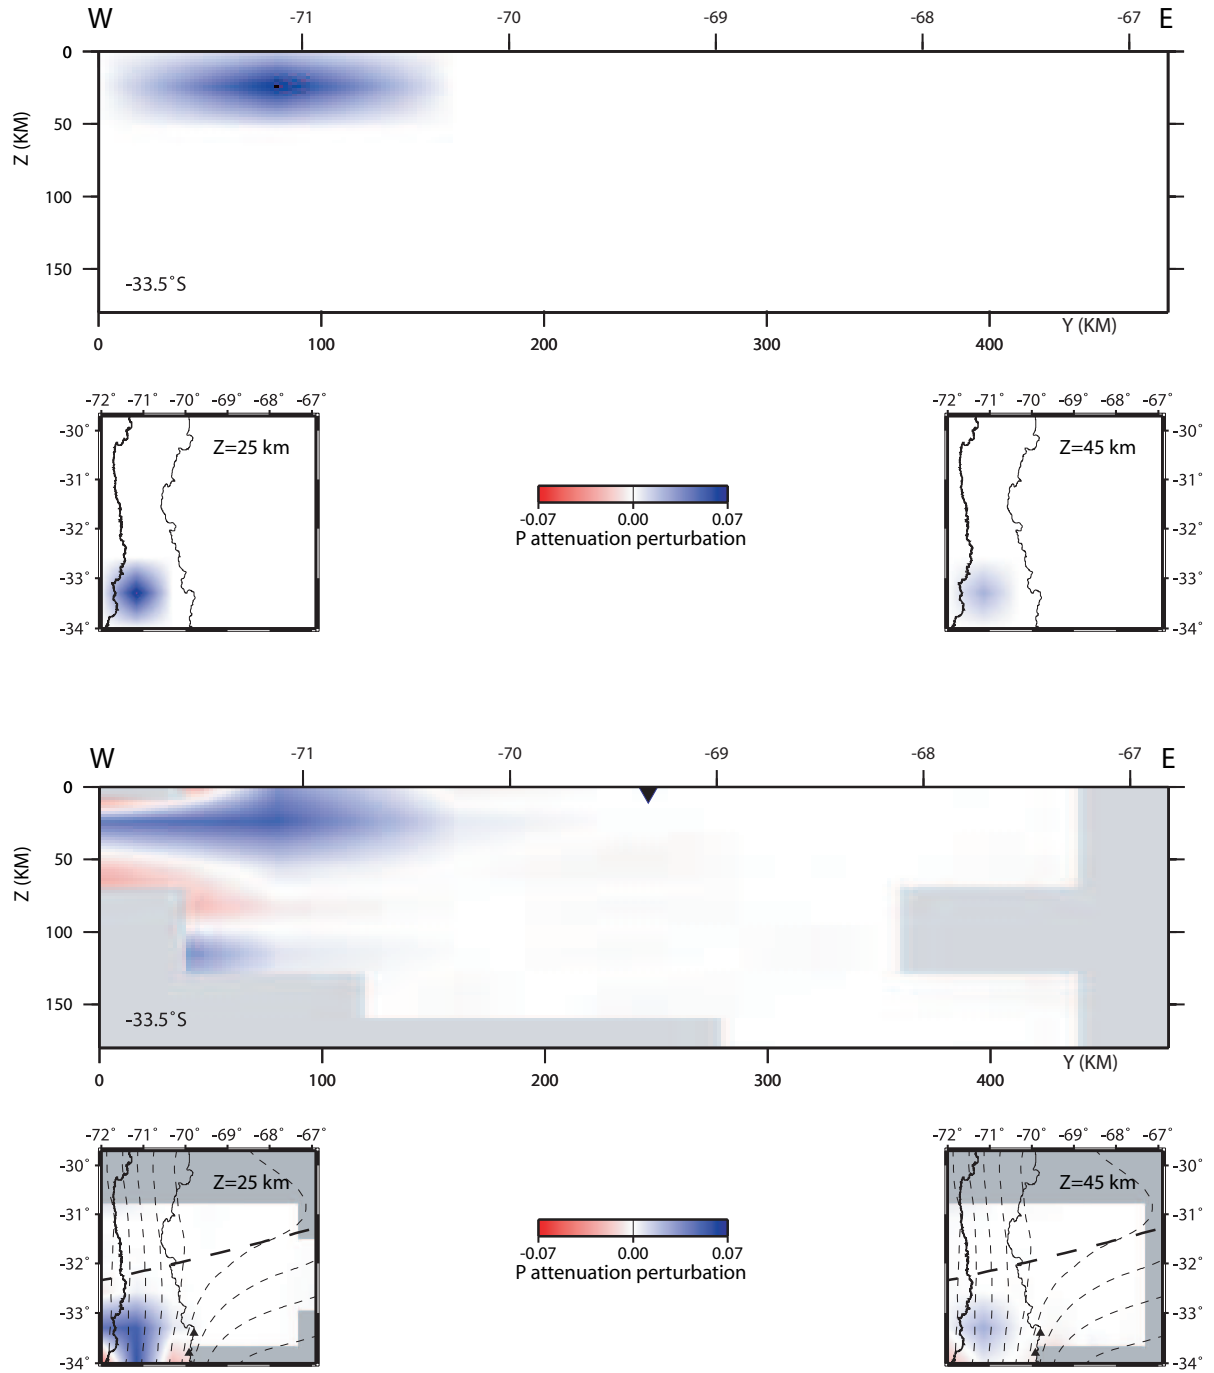 W -71 -70 -69 -68 -67 E
0
50
100
150
Z (KM)
-33.5˚S
Y (KM)
0 100 200 300 400
-72˚ -71˚ -70˚ -69˚ -68˚ -67˚
-30˚
-31˚
-32˚
-33˚
-34˚
Z=25 km
-0.07 0.00 0.07
P attenuation perturbation
-72˚ -71˚ -70˚ -69˚ -68˚ -67˚
Z=45 km
-30˚
-31˚
-32˚
-33˚
-34˚
W -71 -70 -69 -68 -67 E
0
50
100
150
Z (KM)
-33.5˚S
Y (KM)
0 100 200 300 400
-72˚ -71˚ -70˚ -69˚ -68˚ -67˚
-30˚
-31˚
-32˚
-33˚
-34˚
Z=25 km
-0.07 0.00 0.07
P attenuation perturbation
-72˚ -71˚ -70˚ -69˚ -68˚ -67˚
Z=45 km
-30˚
-31˚
-32˚
-33˚
-34˚